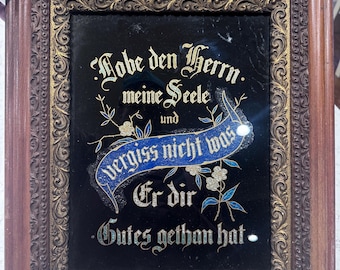 Lobe den Herrn
meine Seele
und
vergiss nicht was
Er dir
Gutes gethan hat